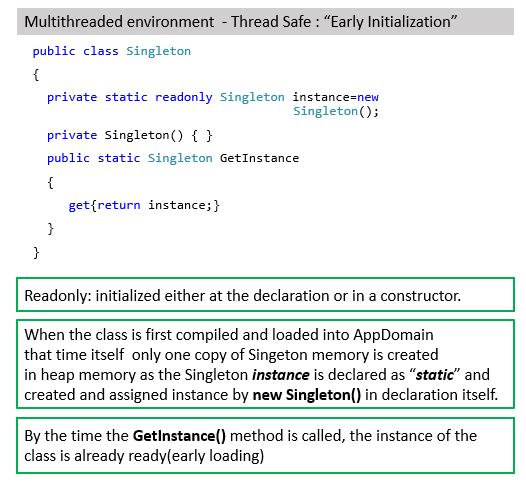 Multithreaded environment - Thread Safe : “Early Initialization”
public class Singleton
{
private static readonly Singleton instance=new
Singleton();
private Singleton() { }
public static Singleton GetInstance
{
get{return instance;}
}
}
Readonly: initialized either at the declaration or in a constructor.
When the class is first compiled and loaded into AppDomain
that time itself only one copy of Singeton memory is created
in heap memory as the Singleton instance is declared as “static” and
created and assigned instance by new Singleton() in declaration itself.
By the time the GetInstance() method is called, the instance of the
class is already ready(early loading)